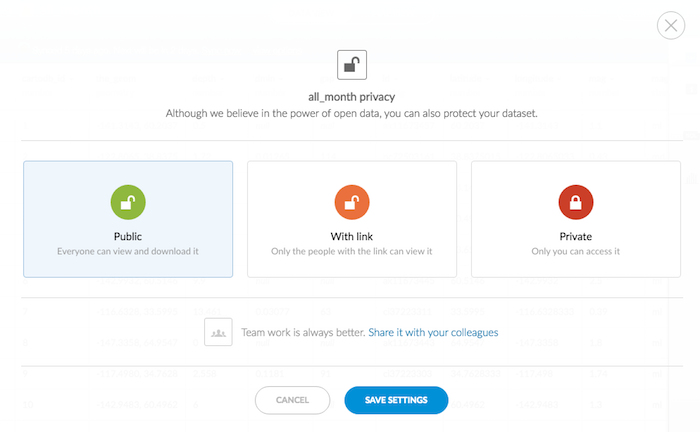 all_month privacy
Although we believe in the power of open data, you can also protect your dataset.
Public
Everyone can view and download it
With link
Only the people with the link can view it
Private
Only you can access it
Team work is always better. Share it with your colleagues
CANCEL
SAVE SETTINGS